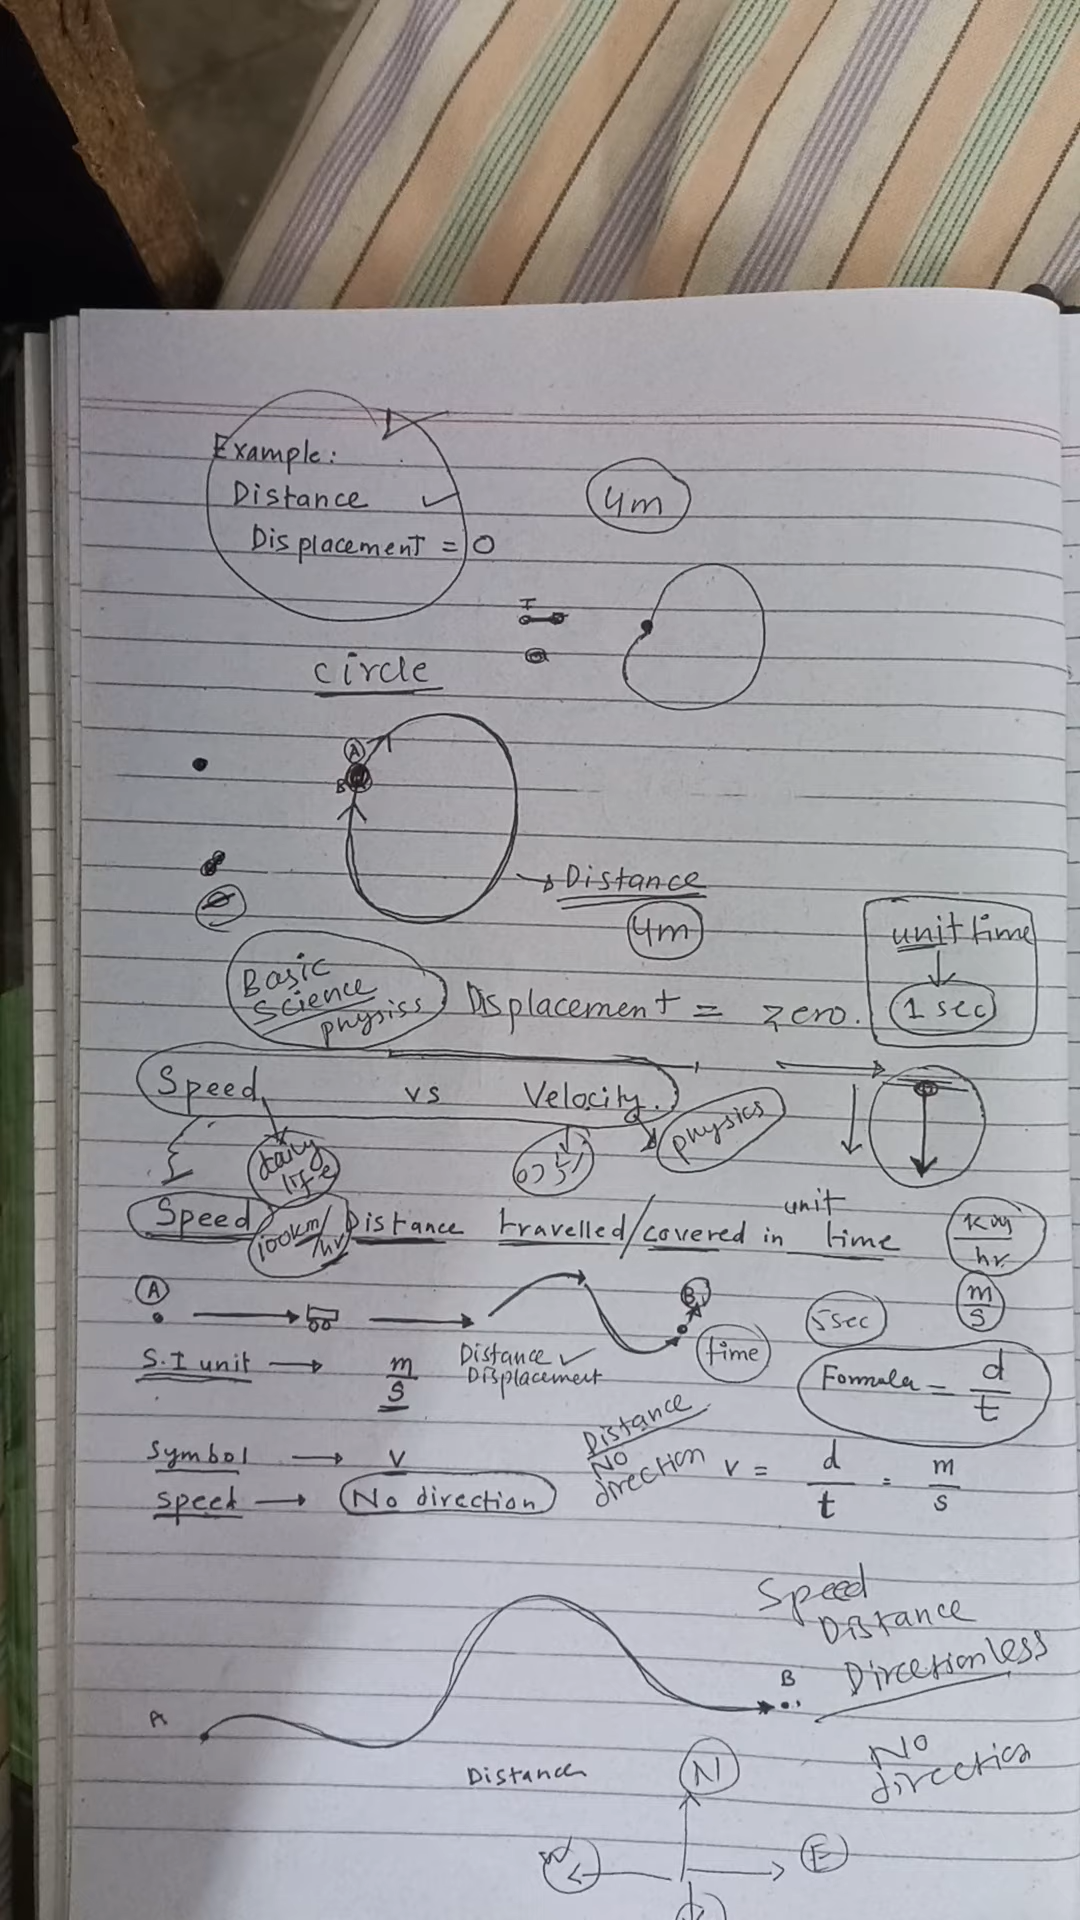 Example:
Distance
Displacement = 0
4m
I
circle
A
B
Distance
4m
unit time
1 sec
Basic
Science
physiss
Displacement = zero.
Speed vs Velocity.
physics
daily
life
Speed
100km/
hr
Distance travelled/covered in unit time
km
hr.
m
s
A
B
5sec
time
S.I unit → m
s
Distance ✓
Displacement
Formula = d
t
Symbol → v
Distance
No
direction
v = d = m
t s
speed → No direction
Speed
Distance
Dircetionless
A
B
No
direction
Distance
N
W
E